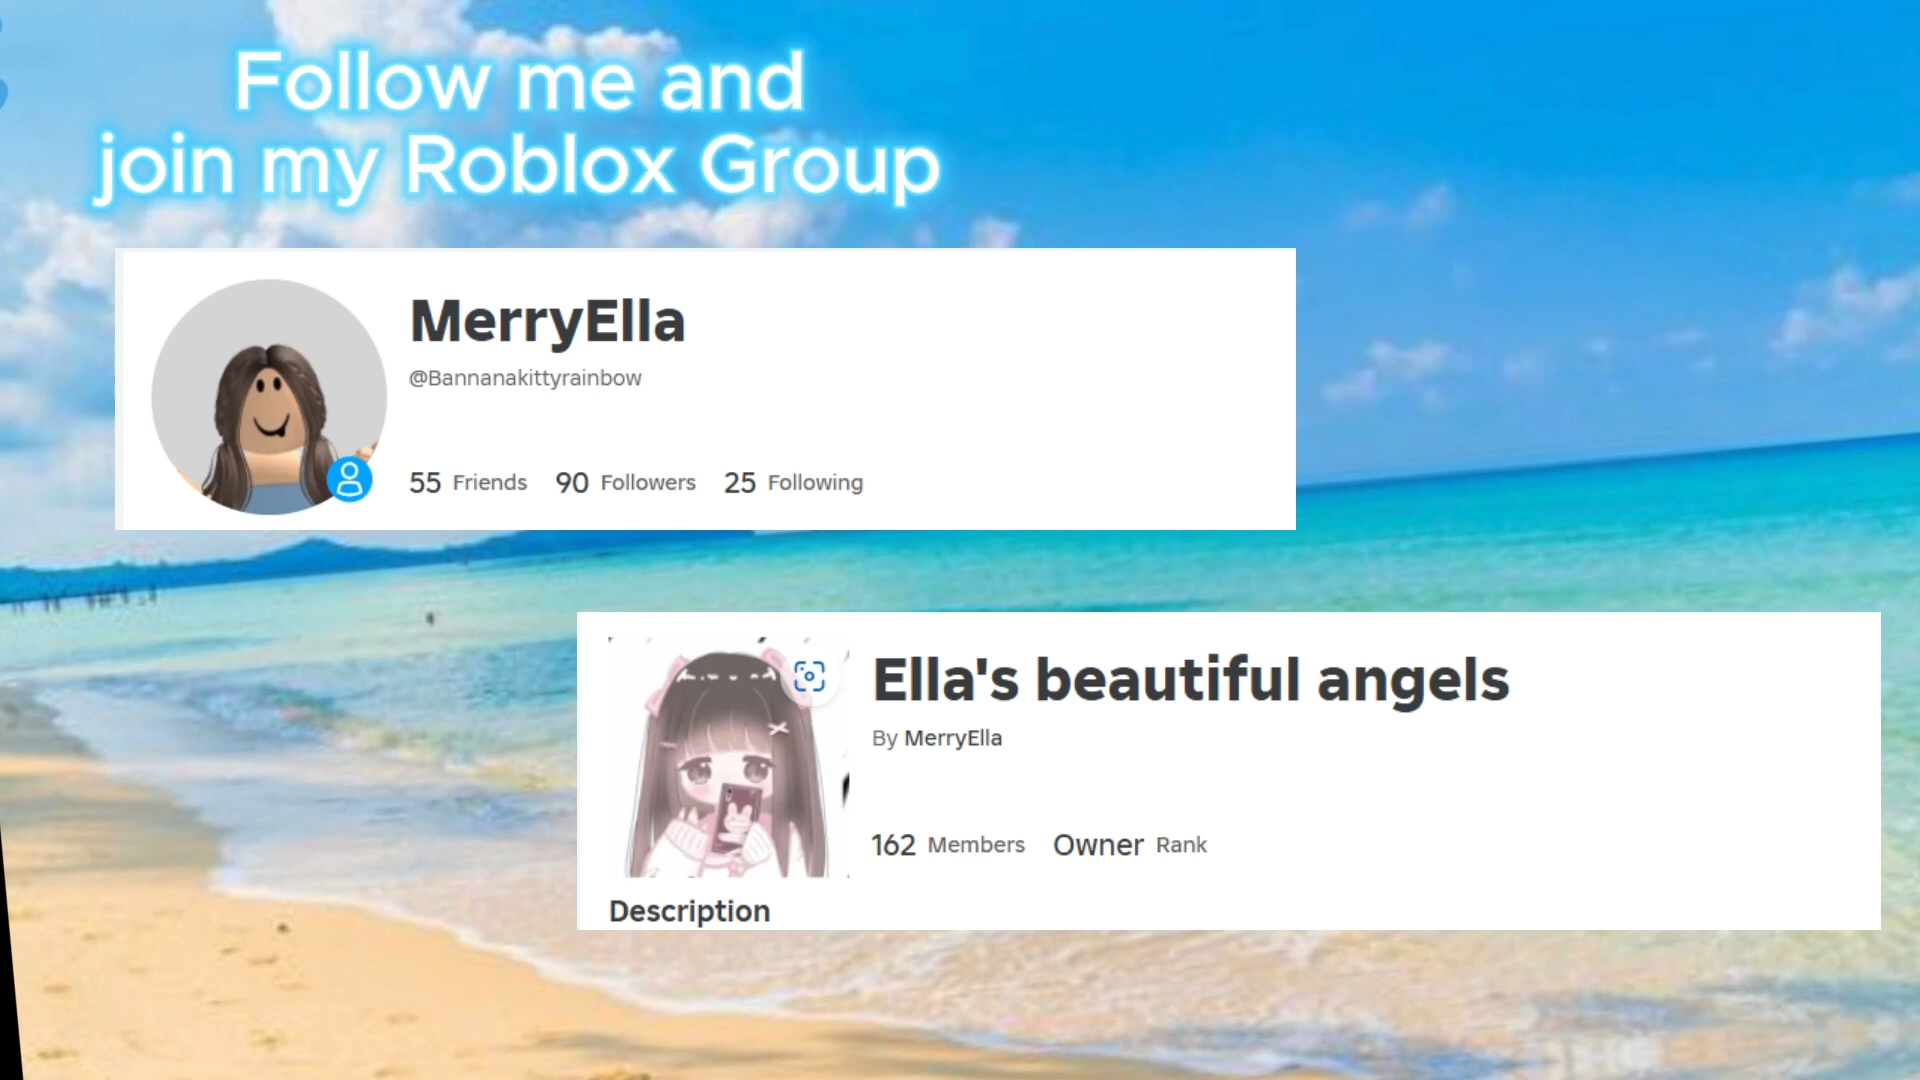 Follow me and
join my Roblox Group
MerryElla
@Bannanakittyrainbow
55 Friends 90 Followers 25 Following
Ella's beautiful angels
By MerryElla
162 Members Owner Rank
Description